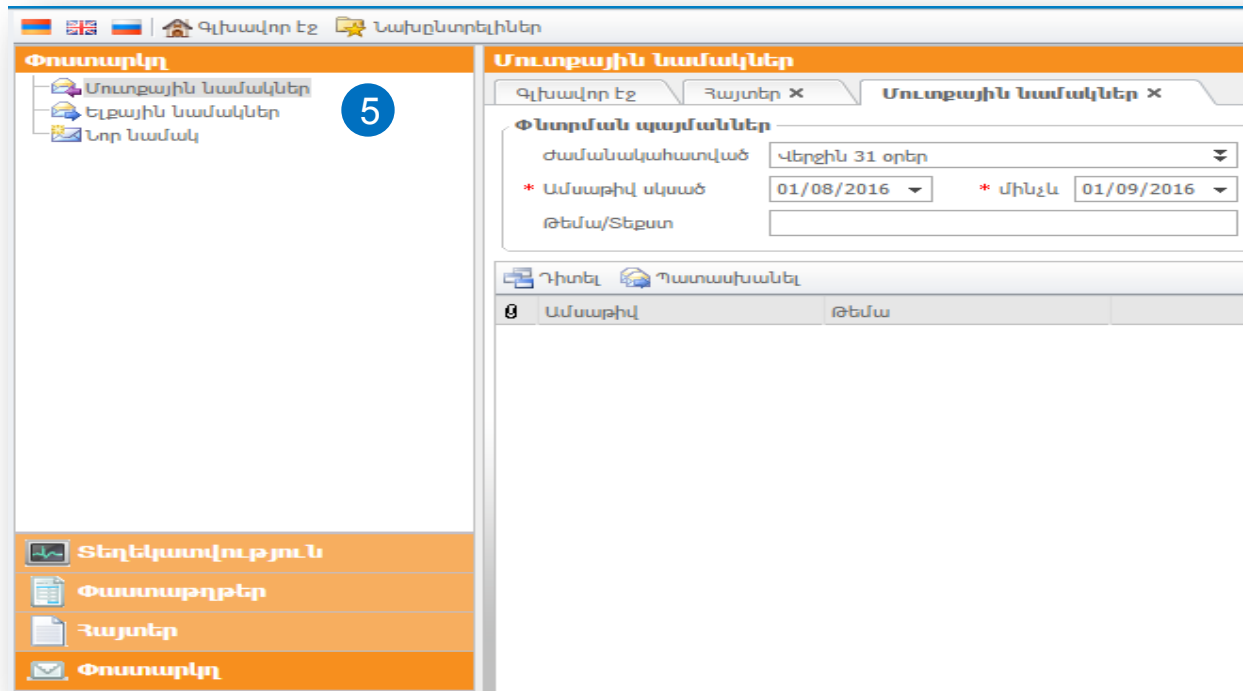 Գլխավոր էջ Նախընտրելիներ
Փոստարկղ
Մուտքային նամակներ
Ելքային նամակներ
Նոր նամակ
5
Տեղեկատվություն
Փաստաթղթեր
Հայտեր
Փոստարկղ
Մուտքային նամակներ
Գլխավոր էջ Հայտեր × Մուտքային նամակներ ×
Փնտրման պայմաններ
Ժամանակահատված Վերջին 31 օրեր
* Ամսաթիվ սկսած 01/08/2016 * մինչև 01/09/2016
Թեմա/Տեքստ
Դիտել Պատասխանել
Ամսաթիվ Թեմա